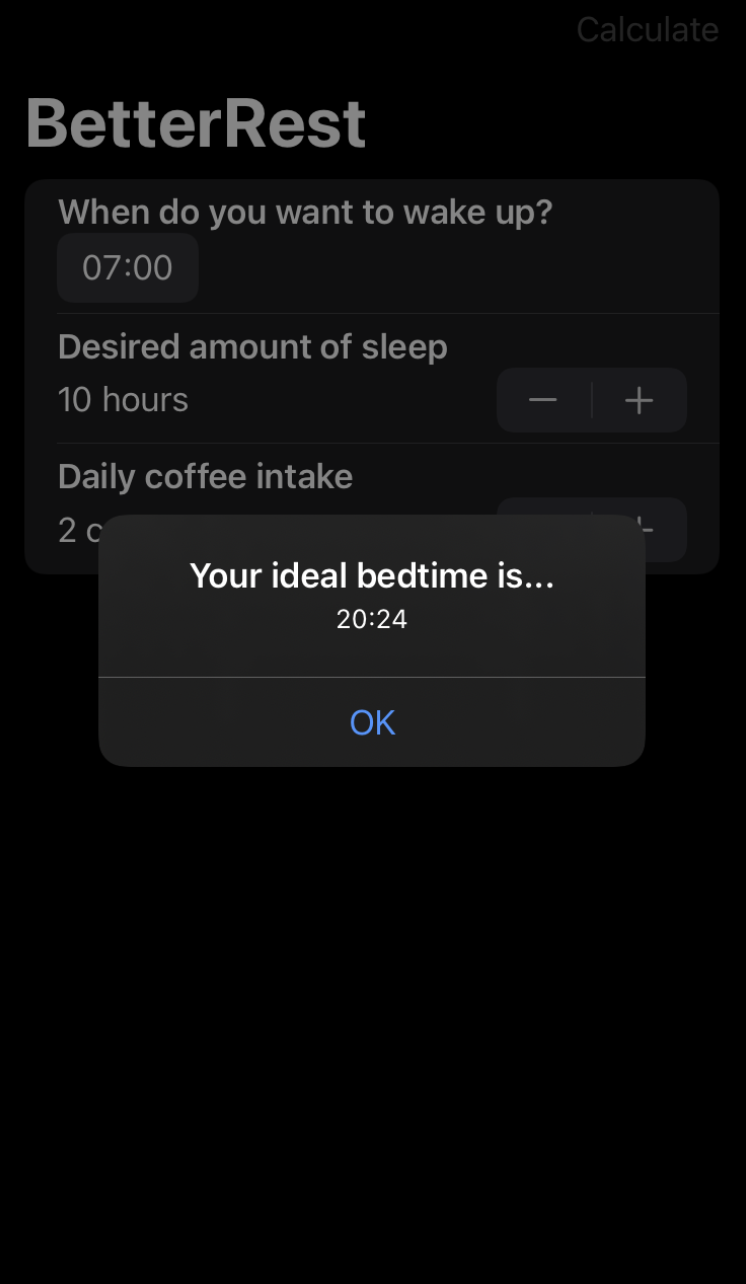 Calculate
BetterRest
When do you want to wake up?
07:00
Desired amount of sleep
10 hours
Daily coffee intake
2
Your ideal bedtime is...
20:24
OK